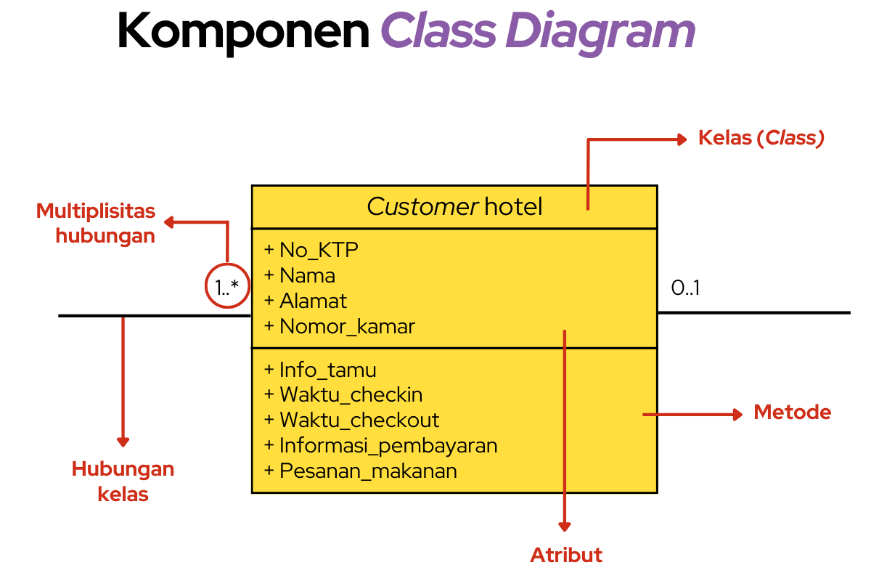 Komponen Class Diagram
Kelas (Class)
Multiplisitas
hubungan
Customer hotel
+ No_KTP
+ Nama
+ Alamat
+ Nomor_kamar
1..*
0..1
+ Info_tamu
+ Waktu_checkin
+ Waktu_checkout
+ Informasi_pembayaran
+ Pesanan_makanan
Metode
Hubungan
kelas
Atribut